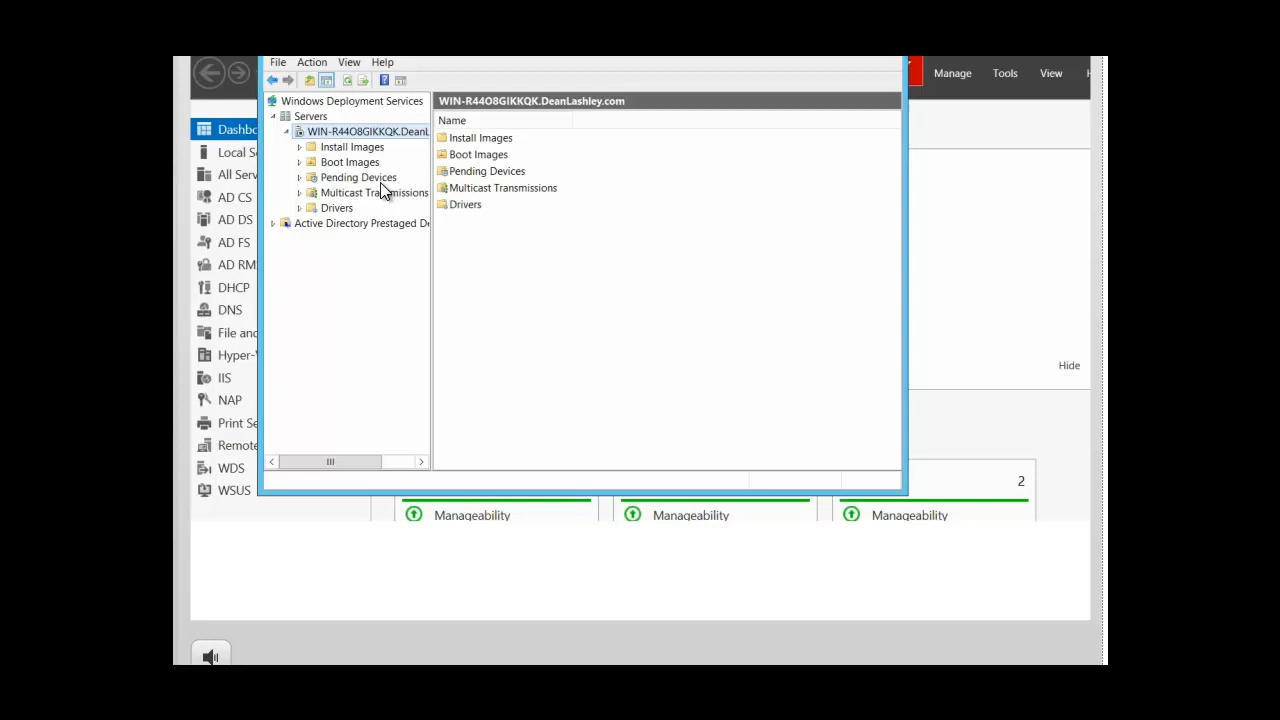 File Action View Help
Manage Tools View
Windows Deployment Services
Servers
WIN-R44O8GIKKQK.DeanL
Install Images
Boot Images
Pending Devices
Multicast Transmissions
Drivers
Active Directory Prestaged De
WIN-R44O8GIKKQK.DeanLashley.com
Name
Install Images
Boot Images
Pending Devices
Multicast Transmissions
Drivers
Dashbo
Local S
All Serv
AD CS
AD DS
AD FS
AD RM
DHCP
DNS
File and
Hyper-V
IIS
NAP
Print Se
Remote
WDS
WSUS
Hide
2
Manageability
Manageability
Manageability